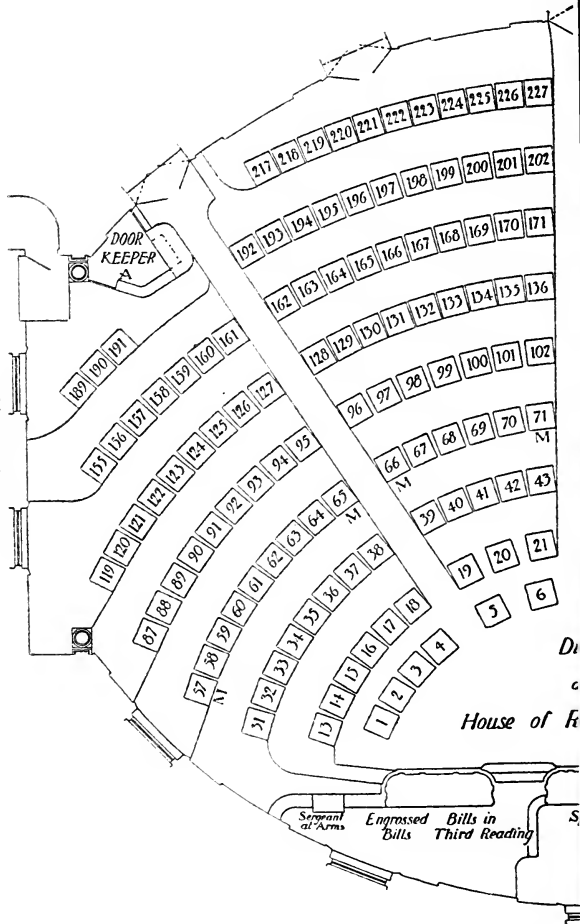 217 218 219 220 221 222 223 224 225 226 227
192 193 194 195 196 197 198 199 200 201 202
DOOR
KEEPER
A
162 163 164 165 166 167 168 169 170 171
189 190 191
155 156 157 158 159 160 161
128 129 130 131 132 133 134 135 136
119 120 121 122 123 124 125 126 127
96 97 98 99 100 101 102
87 88 89 90 91 92 93 94 95
66 67 68 69 70 71
M M
57 58 59 60 61 62 63 64 65
M M
39 40 41 42 43
31 32 33 34 35 36 37 38
19 20 21
13 14 15 16 17 18
5 6
1 2 3 4
House of
Sergeant
at Arms
Engrossed
Bills
Bills in
Third Reading